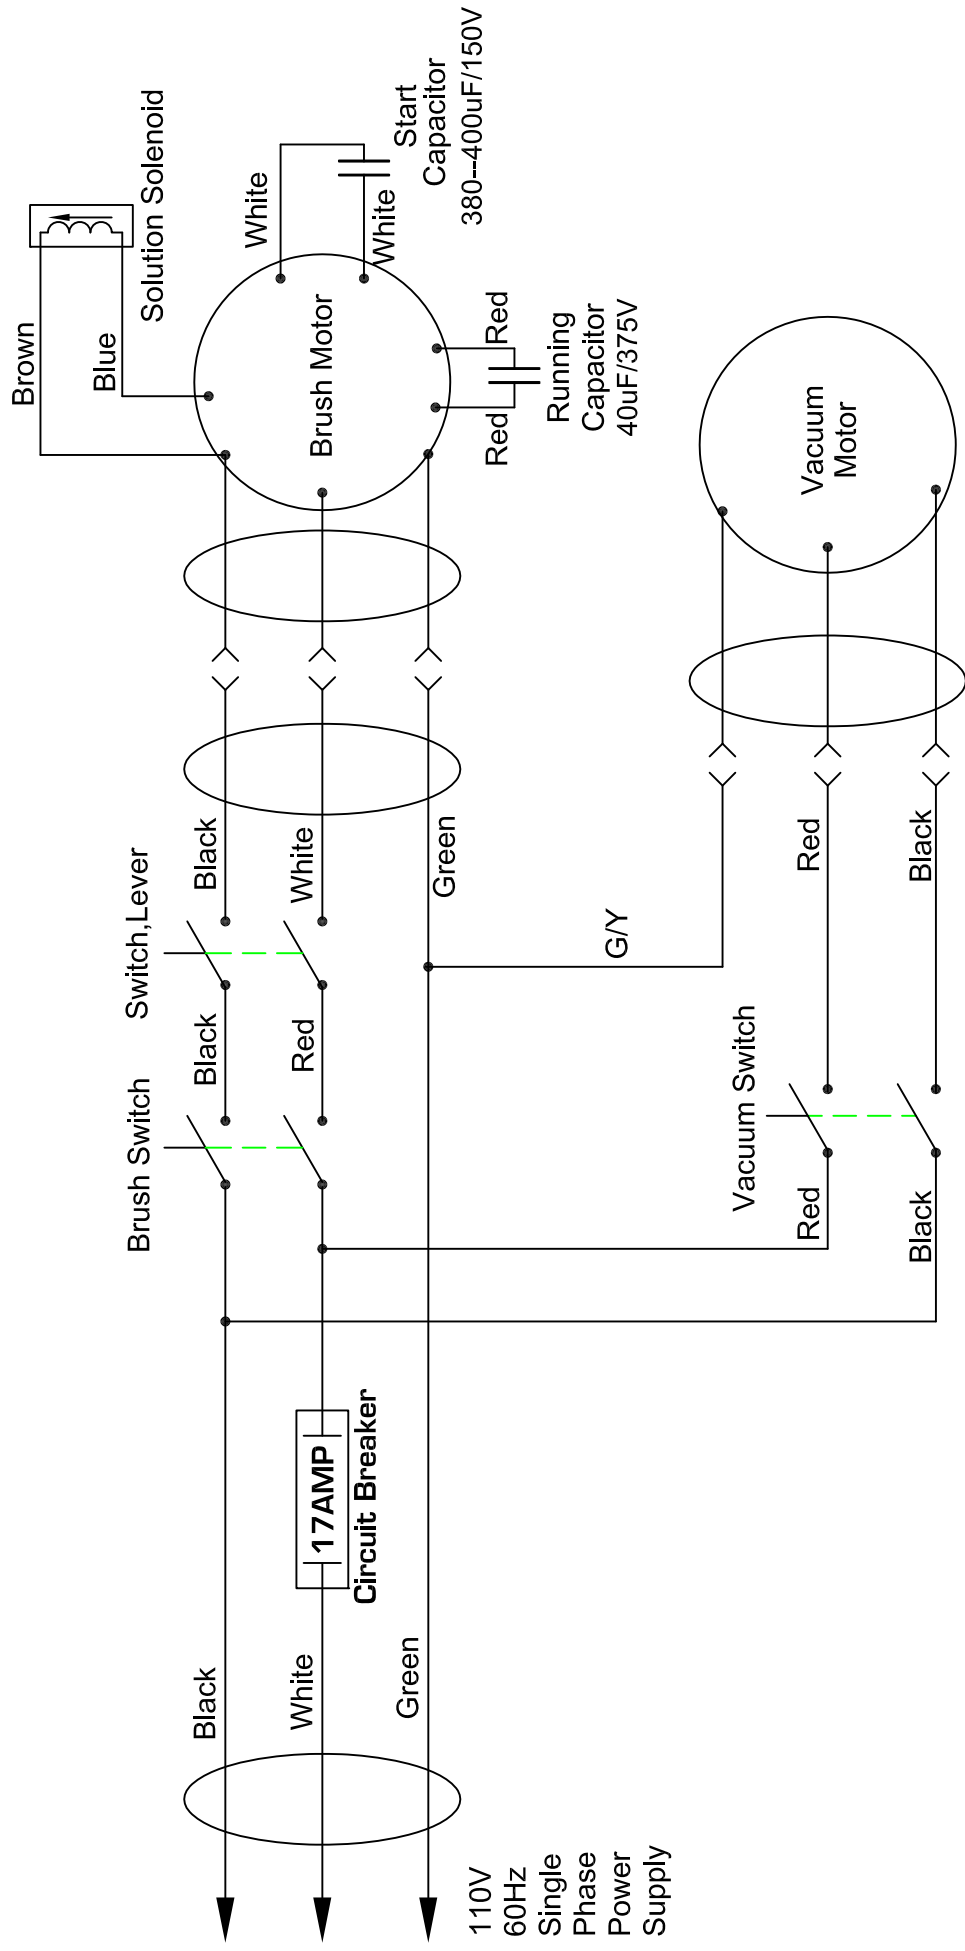 110V
60Hz
Single
Phase
Power
Supply
Black
White
Green
17AMP
Circuit Breaker
Brush Switch
Black
Red
Switch,Lever
Black
White
Green
Brush Motor
Brown
Blue
Solution Solenoid
White
White
Start
Capacitor
380--400uF/150V
Red
Red
Running
Capacitor
40uF/375V
G/Y
Red
Black
Vacuum Switch
Red
Black
Vacuum
Motor